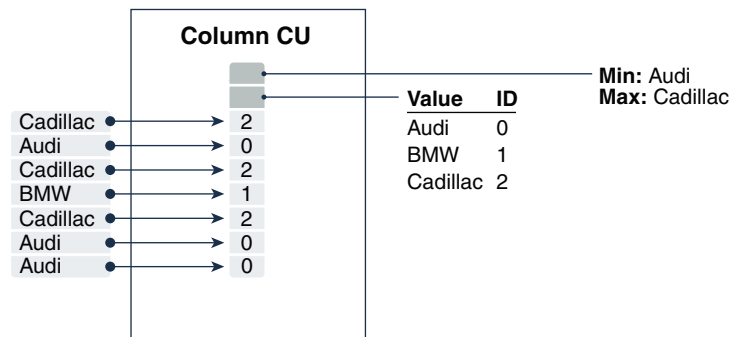 Column CU
Min: Audi
Max: Cadillac
Value ID
Audi 0
BMW 1
Cadillac 2
Cadillac 2
Audi 0
Cadillac 2
BMW 1
Cadillac 2
Audi 0
Audi 0